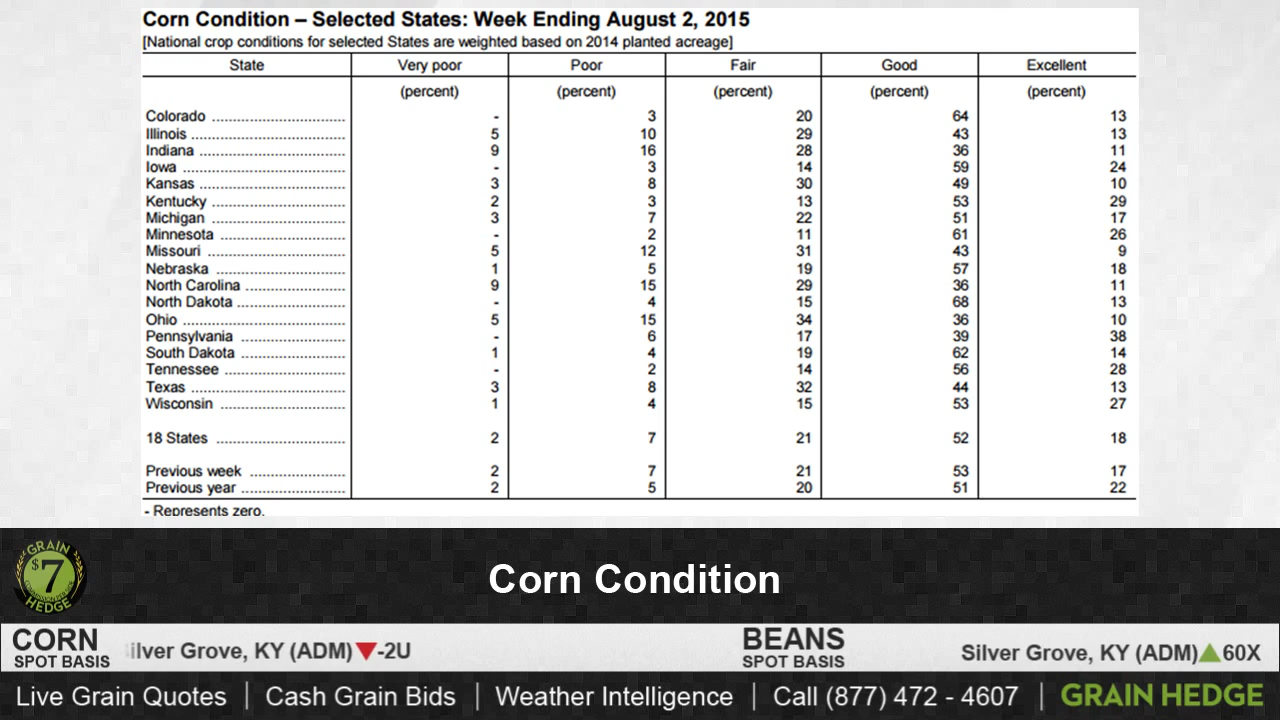 Corn Condition – Selected States: Week Ending August 2, 2015
[National crop conditions for selected States are weighted based on 2014 planted acreage]
State Very poor Poor Fair Good Excellent
(percent) (percent) (percent) (percent) (percent)
Colorado ................................ - 3 20 64 13
Illinois ..................................... 5 10 29 43 13
Indiana ................................... 9 16 28 36 11
Iowa ....................................... - 3 14 59 24
Kansas ................................... 3 8 30 49 10
Kentucky ................................. 2 3 13 53 29
Michigan ................................. 3 7 22 51 17
Minnesota ............................... - 2 11 61 26
Missouri .................................. 5 12 31 43 9
Nebraska ................................ 1 5 19 57 18
North Carolina ......................... 9 15 29 36 11
North Dakota ........................... - 4 15 68 13
Ohio ....................................... 5 15 34 36 10
Pennsylvania .......................... - 6 17 39 38
South Dakota .......................... 1 4 19 62 14
Tennessee .............................. - 2 14 56 28
Texas ..................................... 3 8 32 44 13
Wisconsin ............................... 1 4 15 53 27
18 States ................................ 2 7 21 52 18
Previous week ........................ 2 7 21 53 17
Previous year .......................... 2 5 20 51 22
- Represents zero.
GRAIN
$7
HEDGE
Corn Condition
CORN
SPOT BASIS
ilver Grove, KY (ADM) ▼-2U
BEANS
SPOT BASIS
Silver Grove, KY (ADM) ▲60X
Live Grain Quotes | Cash Grain Bids | Weather Intelligence | Call (877) 472 - 4607 | GRAIN HEDGE